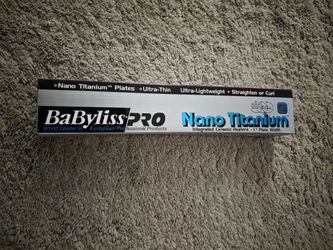 • Nano Titanium™ Plates • Ultra-Thin Ultra-Lightweight • Straighten or Curl
BaBylissPRO
World Leader in European Professional Products
Nano Titanium™
Integrated Ceramic Heaters • 1" Plate Width